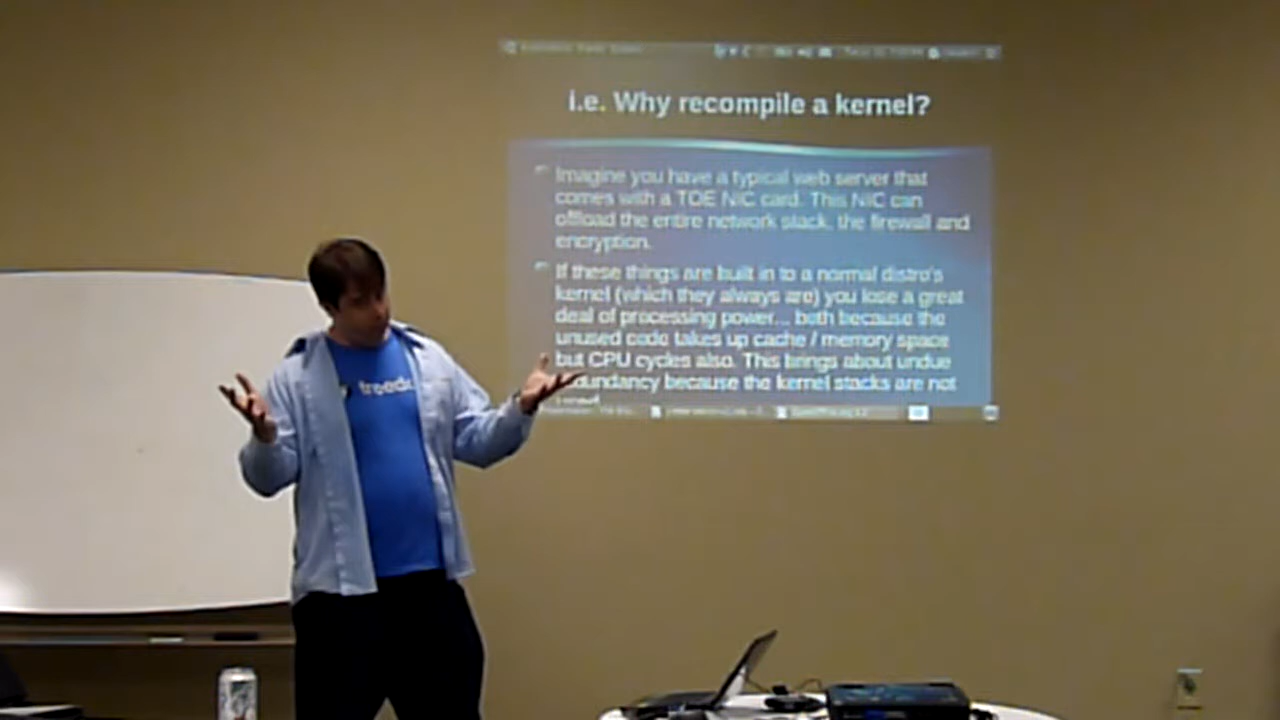 i.e. Why recompile a kernel?
Imagine you have a typical web server that
comes with a TOE NIC card. This NIC can
offload the entire network stack, the firewall and
encryption.
If these things are built in to a normal distro's
kernel (which they always are) you lose a great
deal of processing power... both because the
unused code takes up cache / memory space
but CPU cycles also. This brings about undue
dundancy because the kernel stacks are not
freedu